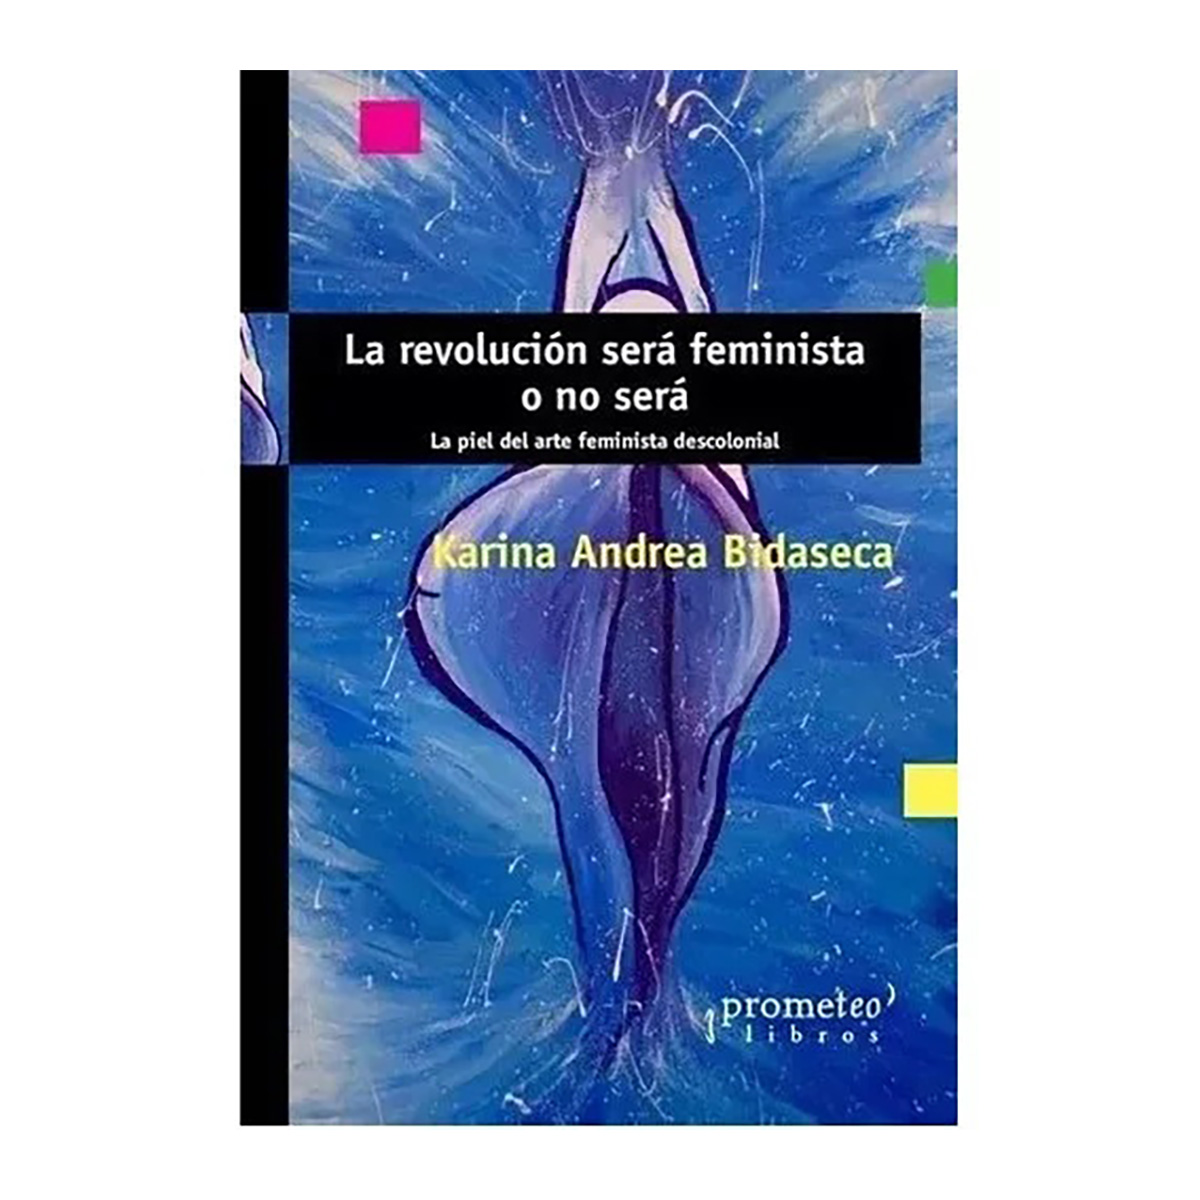 La revolución será feminista
o no será
La piel del arte feminista descolonial
Karina Andrea Bidaseca
prometeo
libros